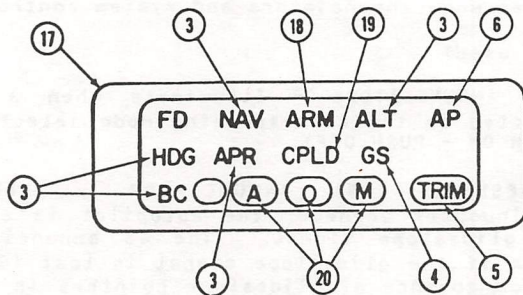 3 18 19 3 6
17
FD NAV ARM ALT AP
HDG APR CPLD GS
3
BC A O M TRIM
3 20 4 5